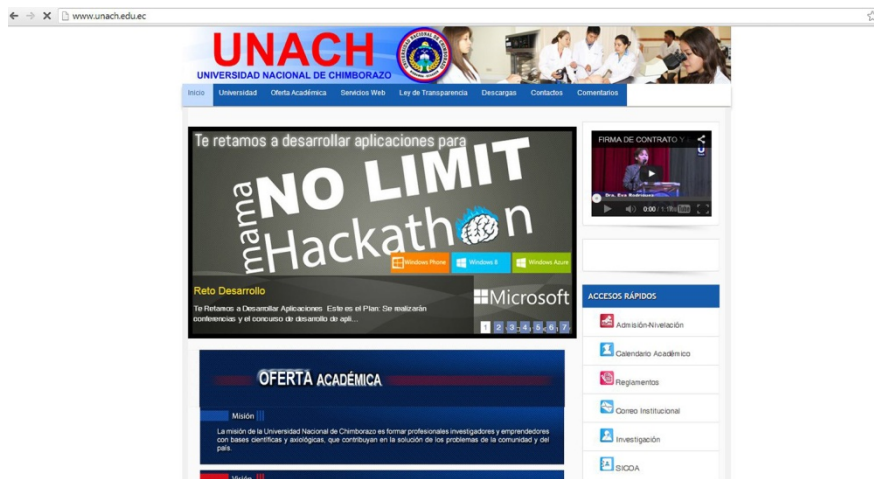 www.unach.edu.ec
UNACH
UNIVERSIDAD NACIONAL DE CHIMBORAZO
Inicio Universidad Oferta Académica Servicios Web Ley de Transparencia Descargas Contactos Comentarios
Te retamos a desarrollar aplicaciones para
mama NO LIMIT
Hackathon
Windows Phone Windows 8 Windows Azure
Reto Desarrollo
Te Retamos a Desarrollar Aplicaciones Este es el Plan: Se realizarán
conferencias y el concurso de desarrollo de apli...
Microsoft
1 2 3 4 5 6 7
FIRMA DE CONTRATO Y
0:00
ACCESOS RÁPIDOS
Admisión-Nivelación
Calendario Académico
Reglamentos
Correo Institucional
Investigación
SICOA
OFERTA ACADÉMICA
Misión
La misión de la Universidad Nacional de Chimborazo es formar profesionales investigadores y emprendedores
con bases científicas y axiológicas, que contribuyan en la solución de los problemas de la comunidad y del
país.
Visión